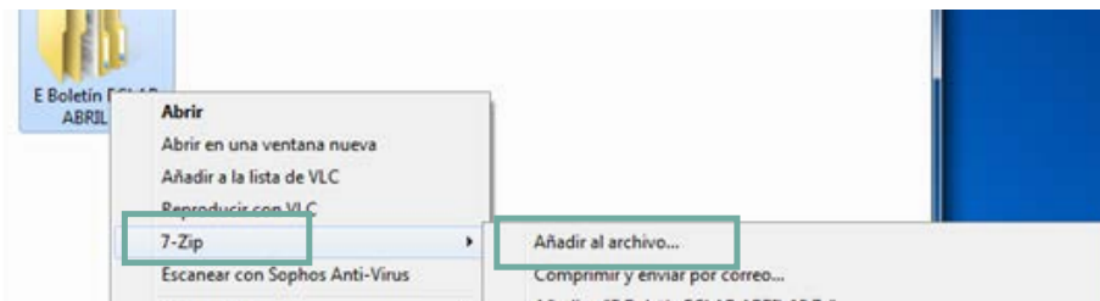 E Boletín
ABRIL
Abrir
Abrir en una ventana nueva
Añadir a la lista de VLC
Reproducir con VLC
7-Zip
Añadir al archivo...
Escanear con Sophos Anti-Virus
Comprimir y enviar por correo...